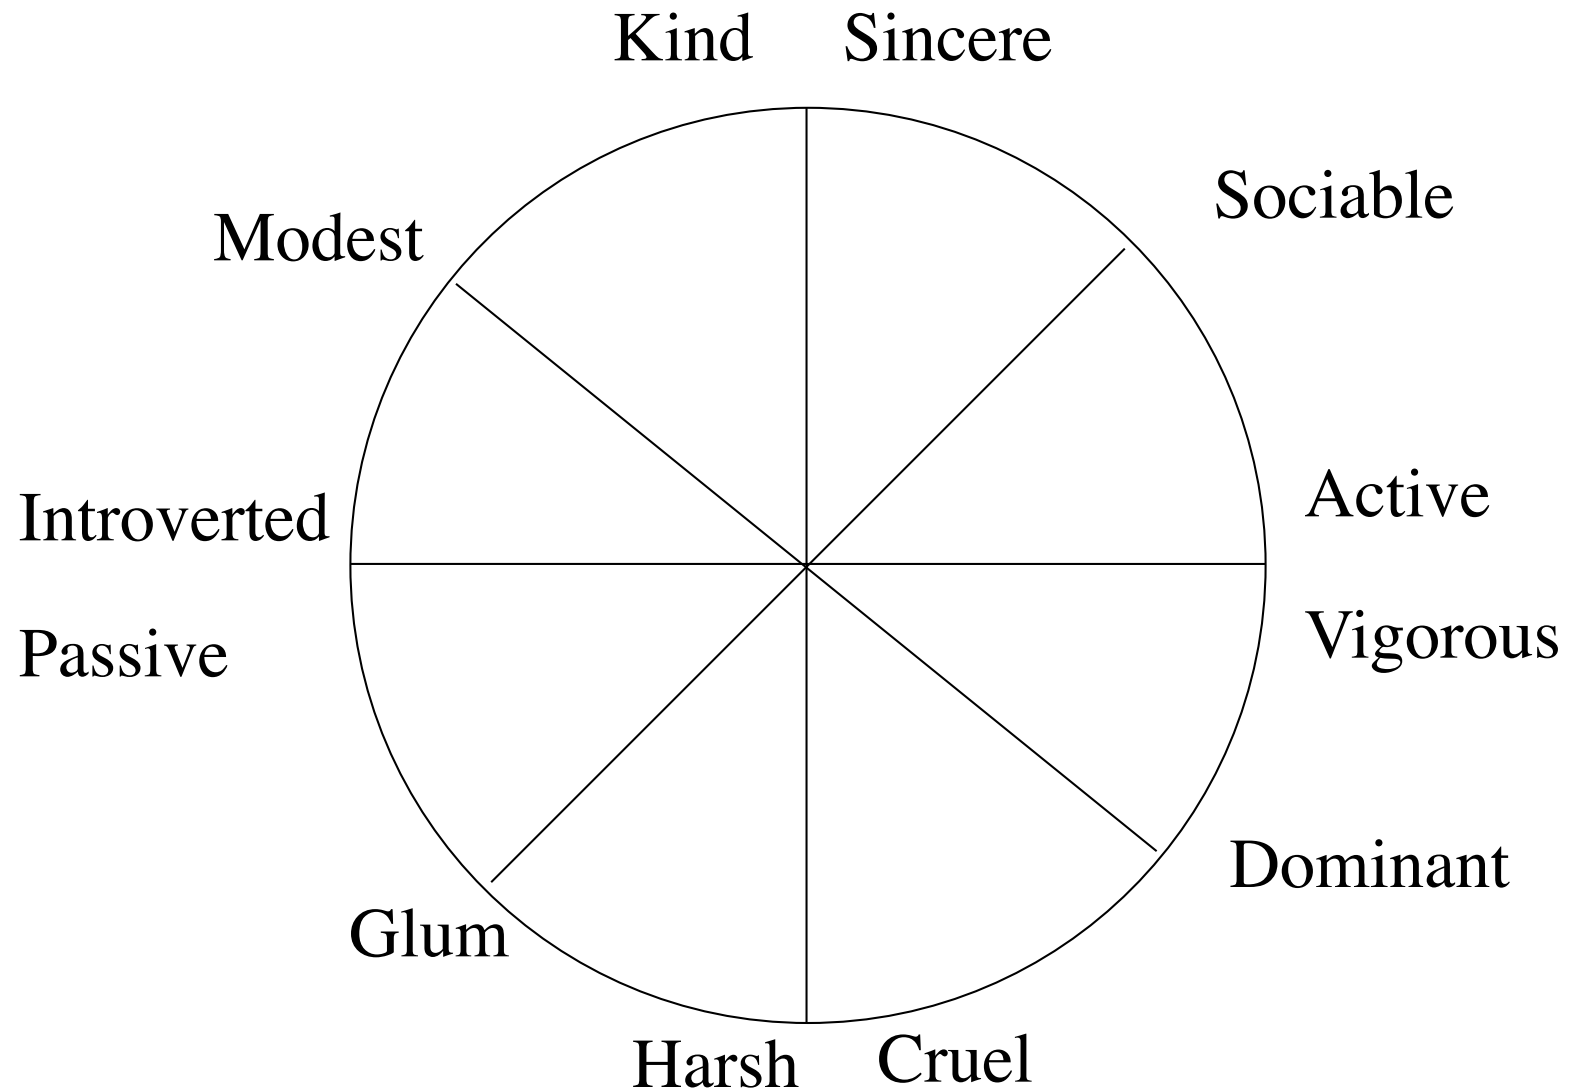 Kind Sincere
Sociable
Modest
Active
Introverted
Vigorous
Passive
Dominant
Glum
Harsh Cruel